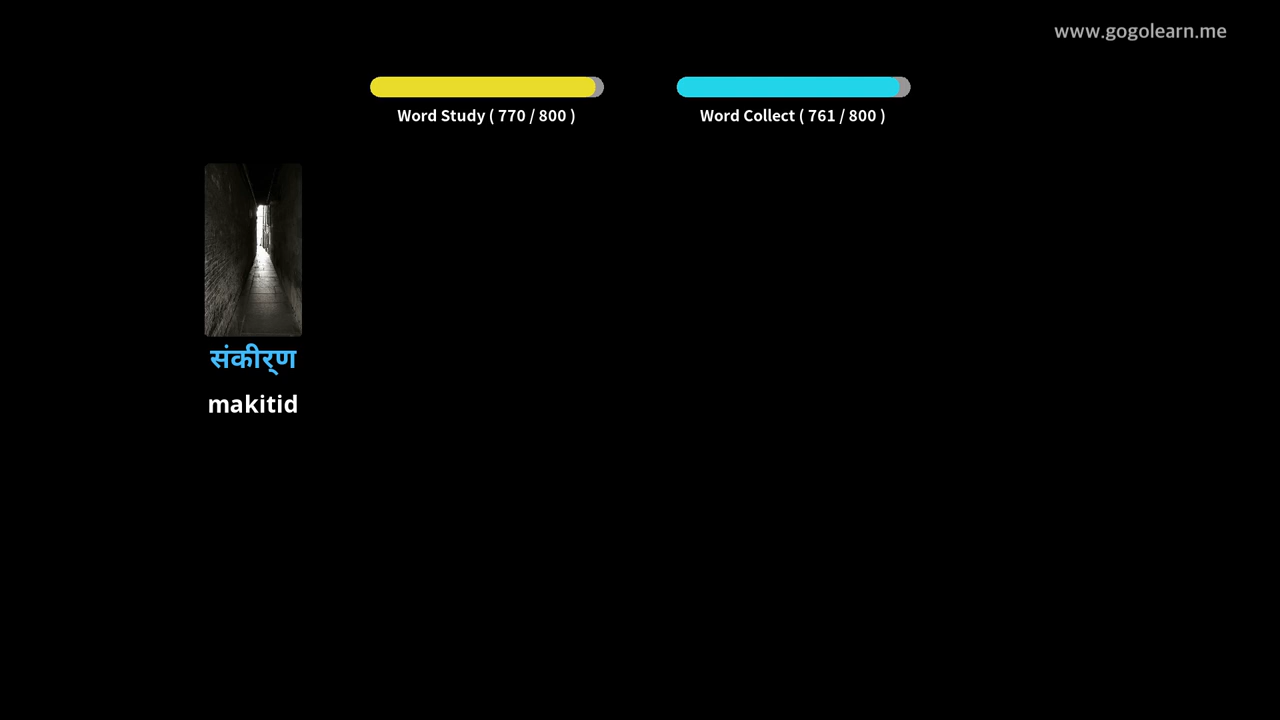 www.gogolearn.me
Word Study ( 770 / 800 )
Word Collect ( 761 / 800 )
संकीर्‌ण
makitid